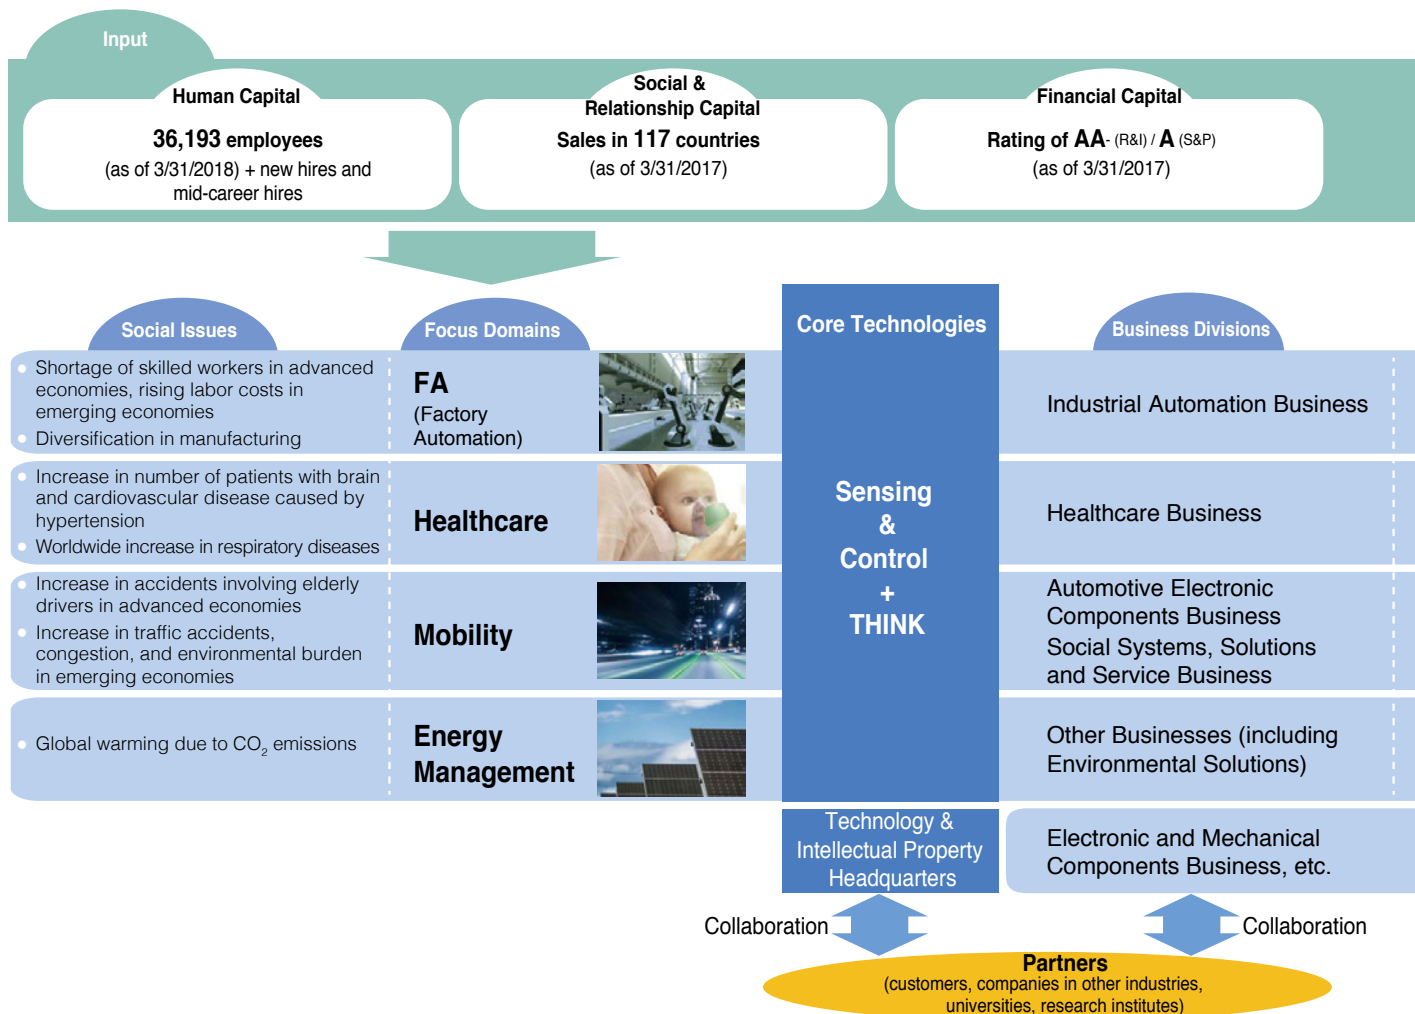 Input
Human Capital
36,193 employees
(as of 3/31/2018) + new hires and
mid-career hires
Social &
Relationship Capital
Sales in 117 countries
(as of 3/31/2017)
Financial Capital
Rating of AA- (R&I) / A (S&P)
(as of 3/31/2017)
Social Issues
Focus Domains
Core Technologies
Business Divisions
• Shortage of skilled workers in advanced
economies, rising labor costs in
emerging economies
• Diversification in manufacturing
FA
(Factory
Automation)
Industrial Automation Business
• Increase in number of patients with brain
and cardiovascular disease caused by
hypertension
• Worldwide increase in respiratory diseases
Healthcare
Healthcare Business
• Increase in accidents involving elderly
drivers in advanced economies
• Increase in traffic accidents,
congestion, and environmental burden
in emerging economies
Mobility
Automotive Electronic
Components Business
Social Systems, Solutions
and Service Business
• Global warming due to CO₂ emissions
Energy
Management
Other Businesses (including
Environmental Solutions)
Sensing
&
Control
+
THINK
Technology &
Intellectual Property
Headquarters
Electronic and Mechanical
Components Business, etc.
Collaboration
Collaboration
Partners
(customers, companies in other industries,
universities, research institutes)